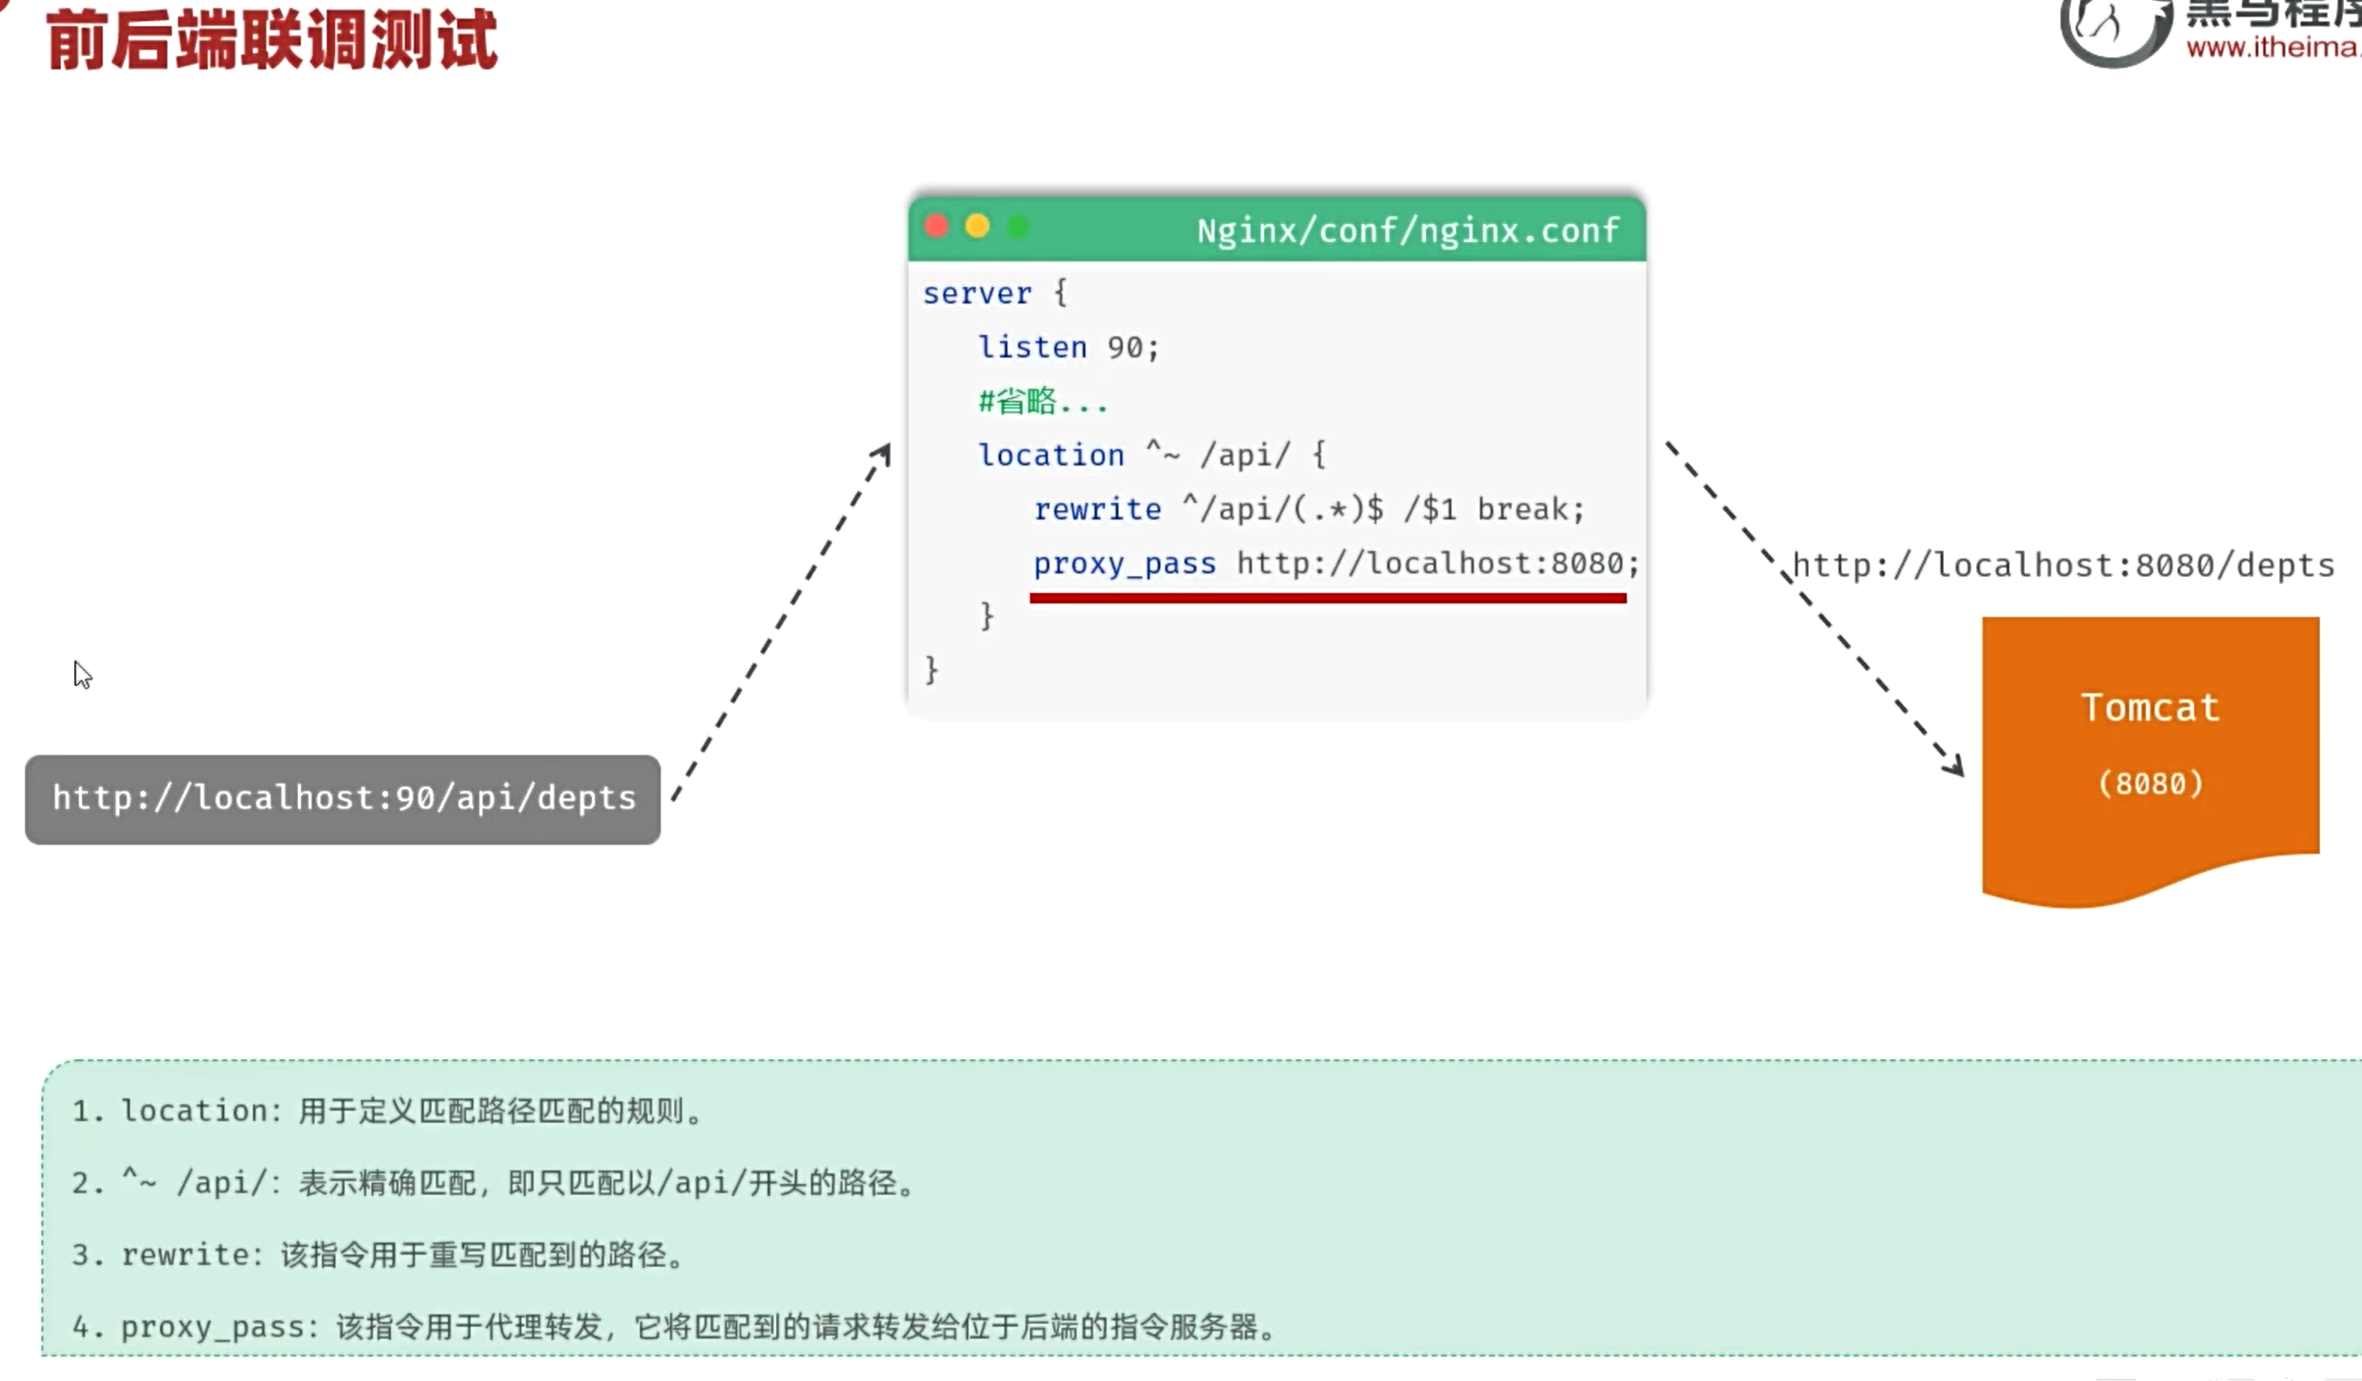 前后端联调测试
黑马程序
www.itheima.
Nginx/conf/nginx.conf
server {
listen 90;
#省略...
location ^~ /api/ {
rewrite ^/api/(.*)$ /$1 break;
proxy_pass http://localhost:8080;
}
}
http://localhost:90/api/depts
http://localhost:8080/depts
Tomcat
(8080)
1. location：用于定义匹配路径匹配的规则。
2. ^~ /api/：表示精确匹配，即只匹配以/api/开头的路径。
3. rewrite：该指令用于重写匹配到的路径。
4. proxy_pass：该指令用于代理转发，它将匹配到的请求转发给位于后端的指令服务器。